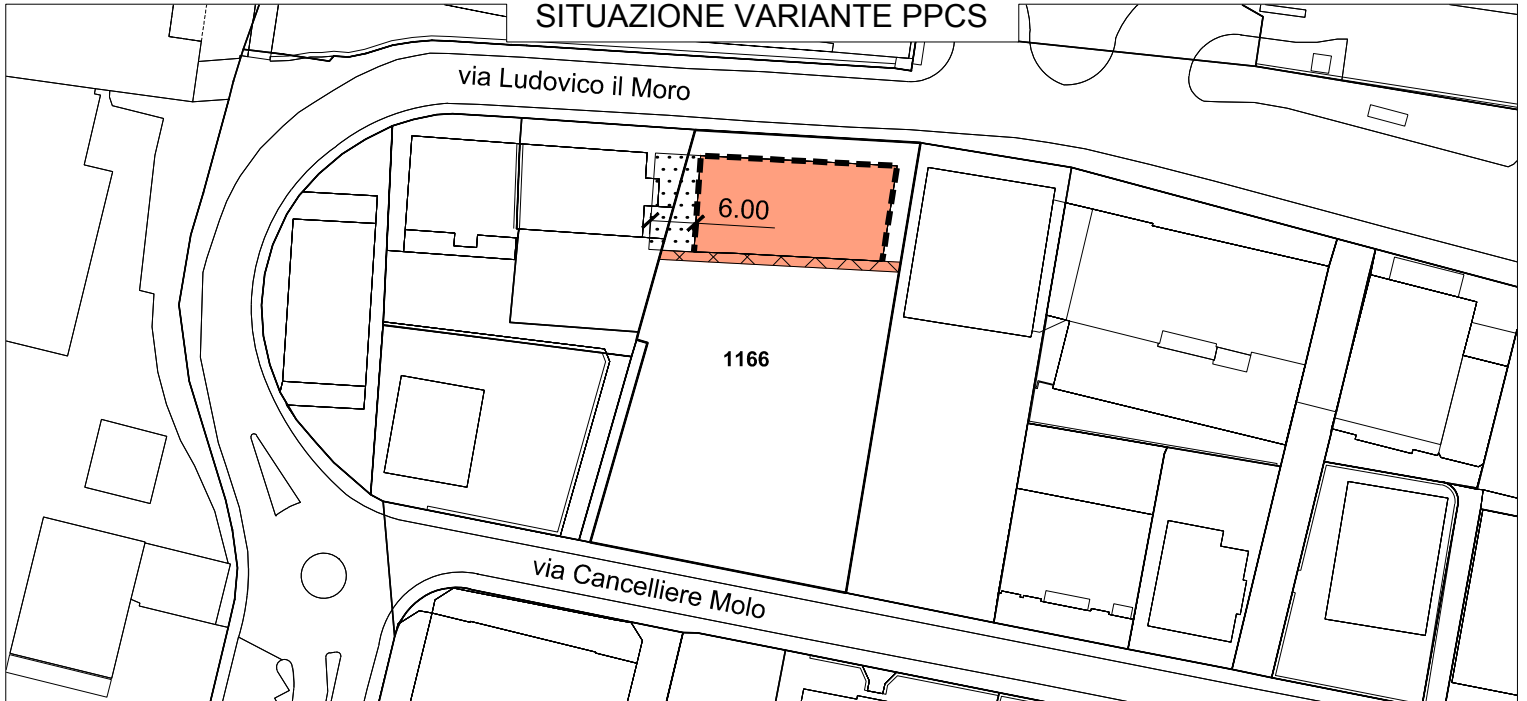 SITUAZIONE VARIANTE PPCS
via Ludovico il Moro
6.00
1166
via Cancelliere Molo